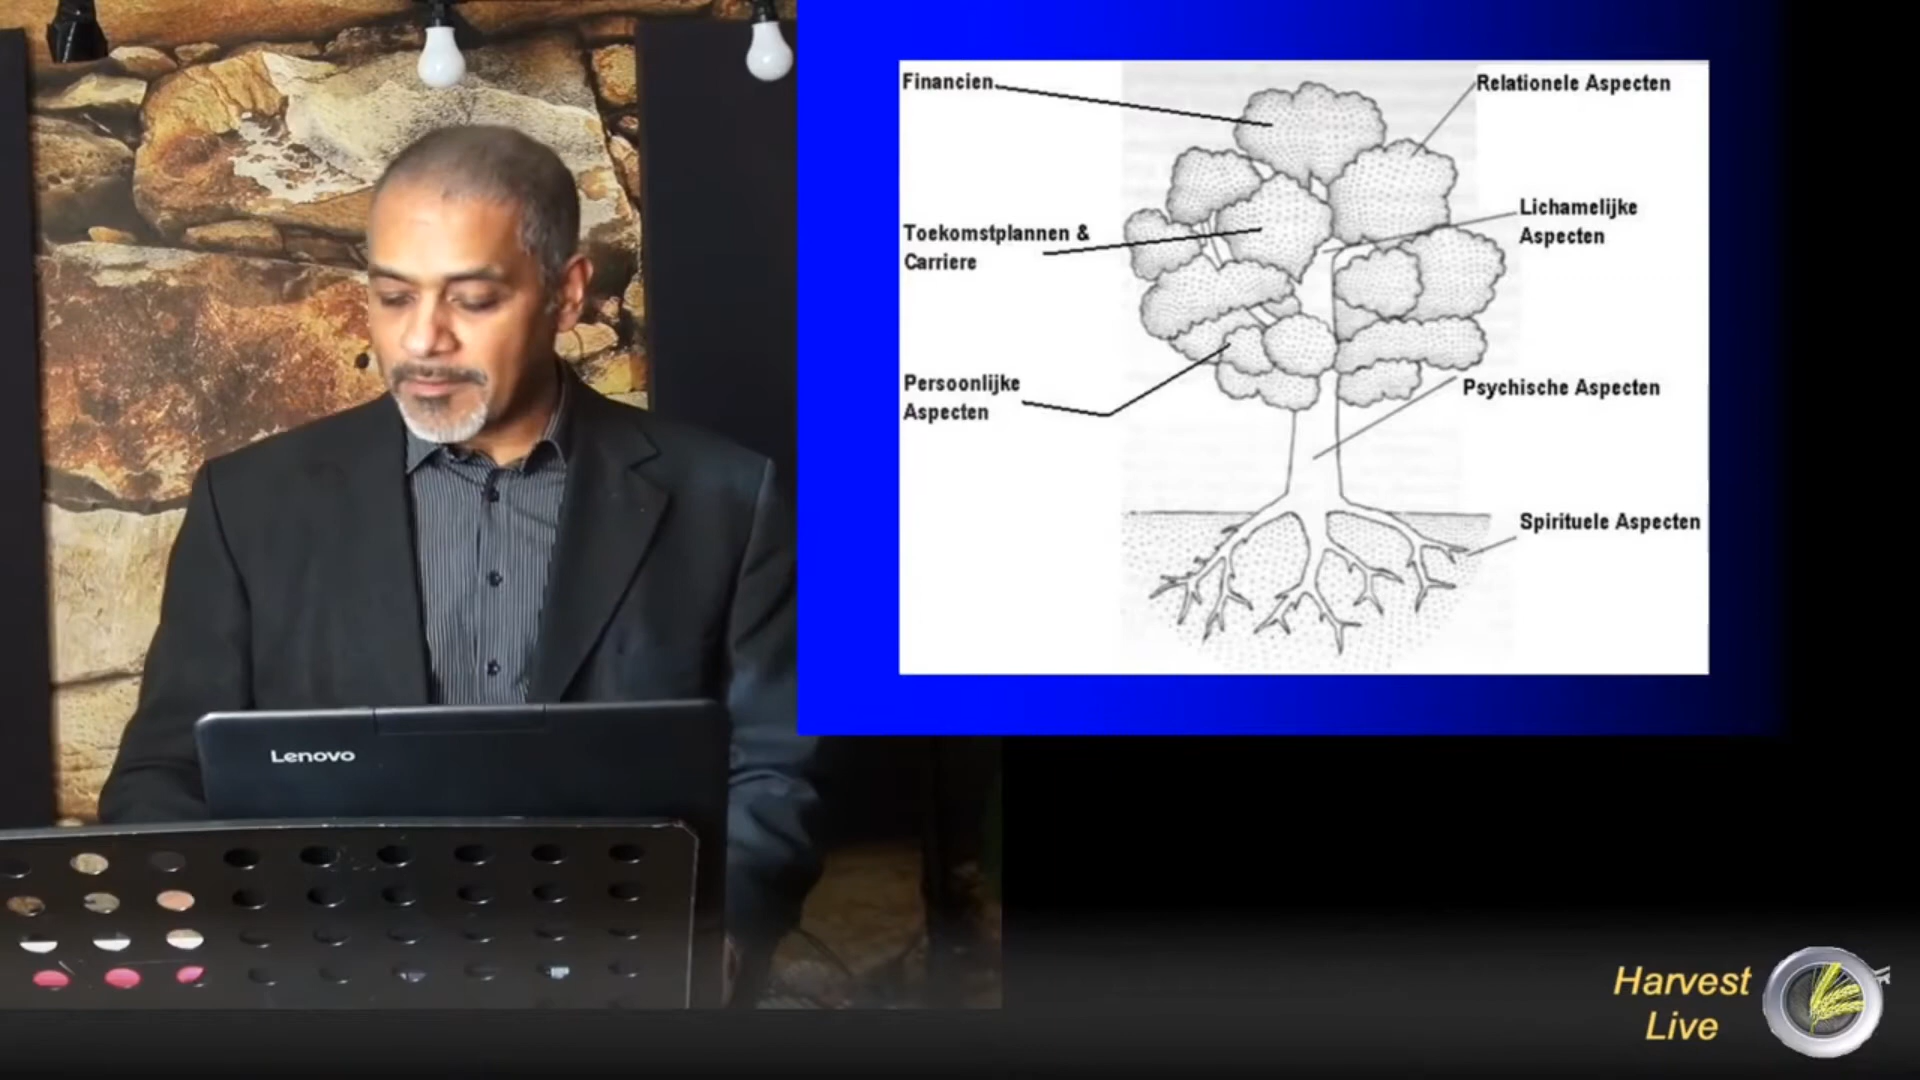 Financien
Relationele Aspecten
Lichamelijke
Aspecten
Toekomstplannen &
Carriere
Persoonlijke
Aspecten
Psychische Aspecten
Spirituele Aspecten
Lenovo
Harvest
Live